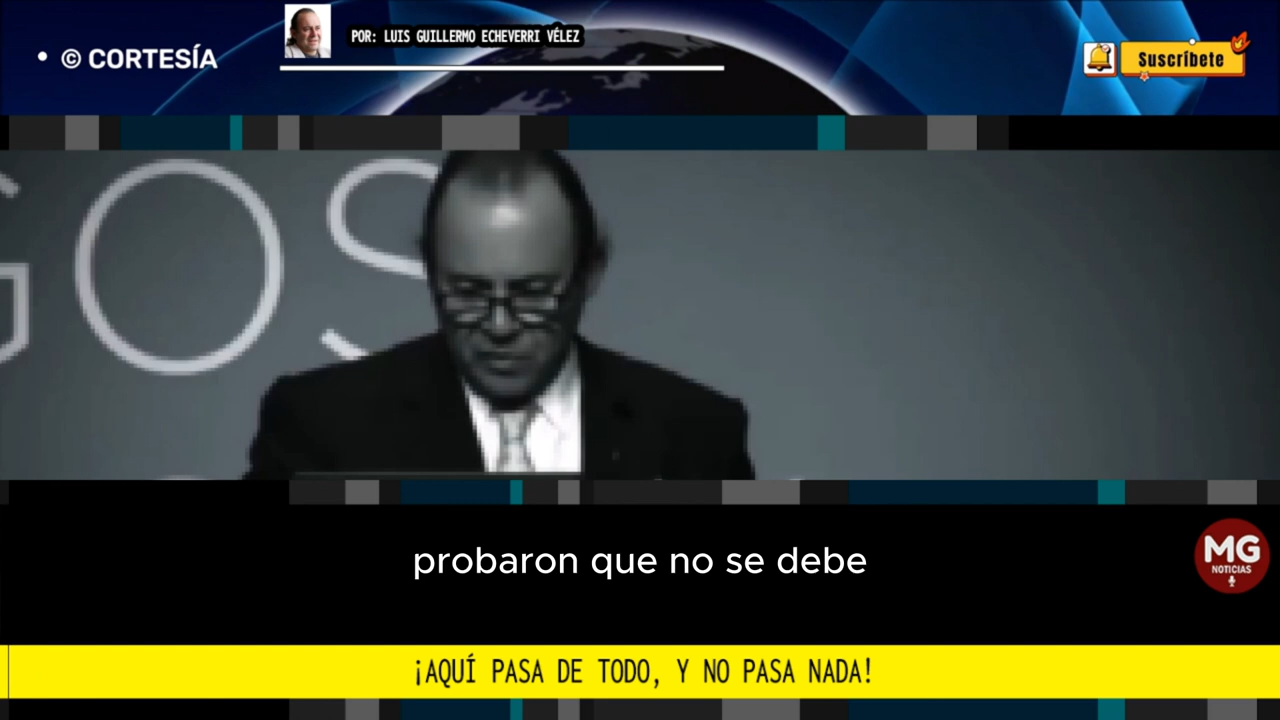 • © CORTESÍA
POR: LUIS GUILLERMO ECHEVERRI VÉLEZ
Suscríbete
GOS
probaron que no se debe
MG
NOTICIAS
¡AQUÍ PASA DE TODO, Y NO PASA NADA!